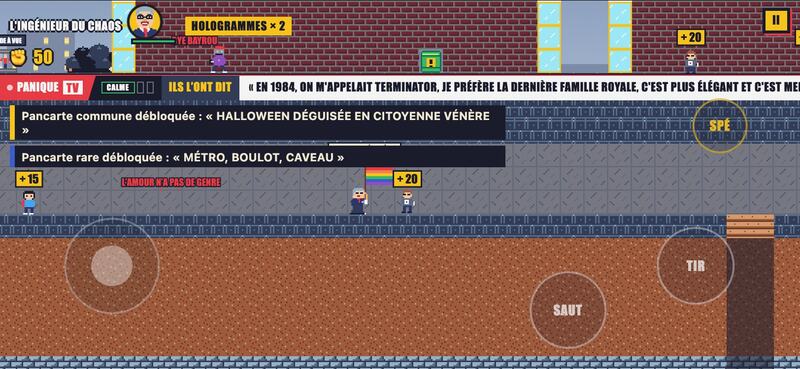 L'INGÉNIEUR DU CHAOS
HOLOGRAMMES × 2
YE BAYROU
DE À VUE
50
+ 20
PANIQUE TV
CALME
ILS L'ONT DIT
« EN 1984, ON M'APPELAIT TERMINATOR, JE PRÉFÈRE LA DERNIÈRE FAMILLE ROYALE, C'EST PLUS ÉLÉGANT ET C'EST
Pancarte commune débloquée : « HALLOWEEN DÉGUISÉE EN CITOYENNE VÉNÈRE
»
SPÉ
Pancarte rare débloquée : « MÉTRO, BOULOT, CAVEAU »
+ 15
L'AMOUR N'A PAS DE GENRE
+ 20
TIR
SAUT